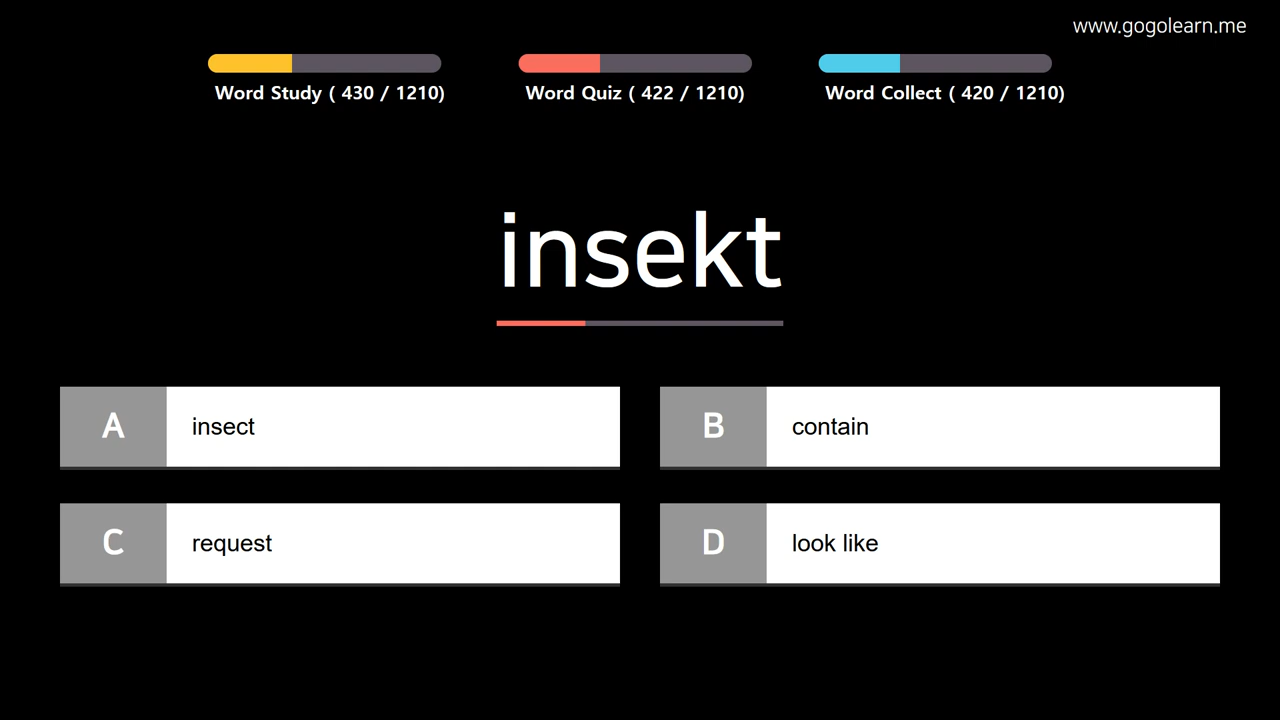 www.gogolearn.me
Word Study ( 430 / 1210)
Word Quiz ( 422 / 1210)
Word Collect ( 420 / 1210)
insekt
A insect
B contain
C request
D look like